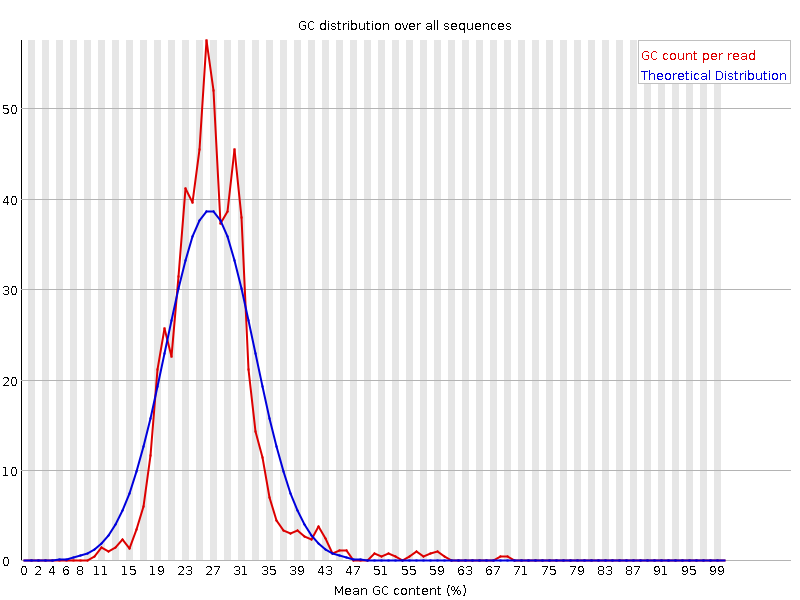 GC distribution over all sequences
GC count per read
Theoretical Distribution
50
40
30
20
10
0
0 2 4 6 8 11 15 19 23 27 31 35 39 43 47 51 55 59 63 67 71 75 79 83 87 91 95 99
Mean GC content (%)